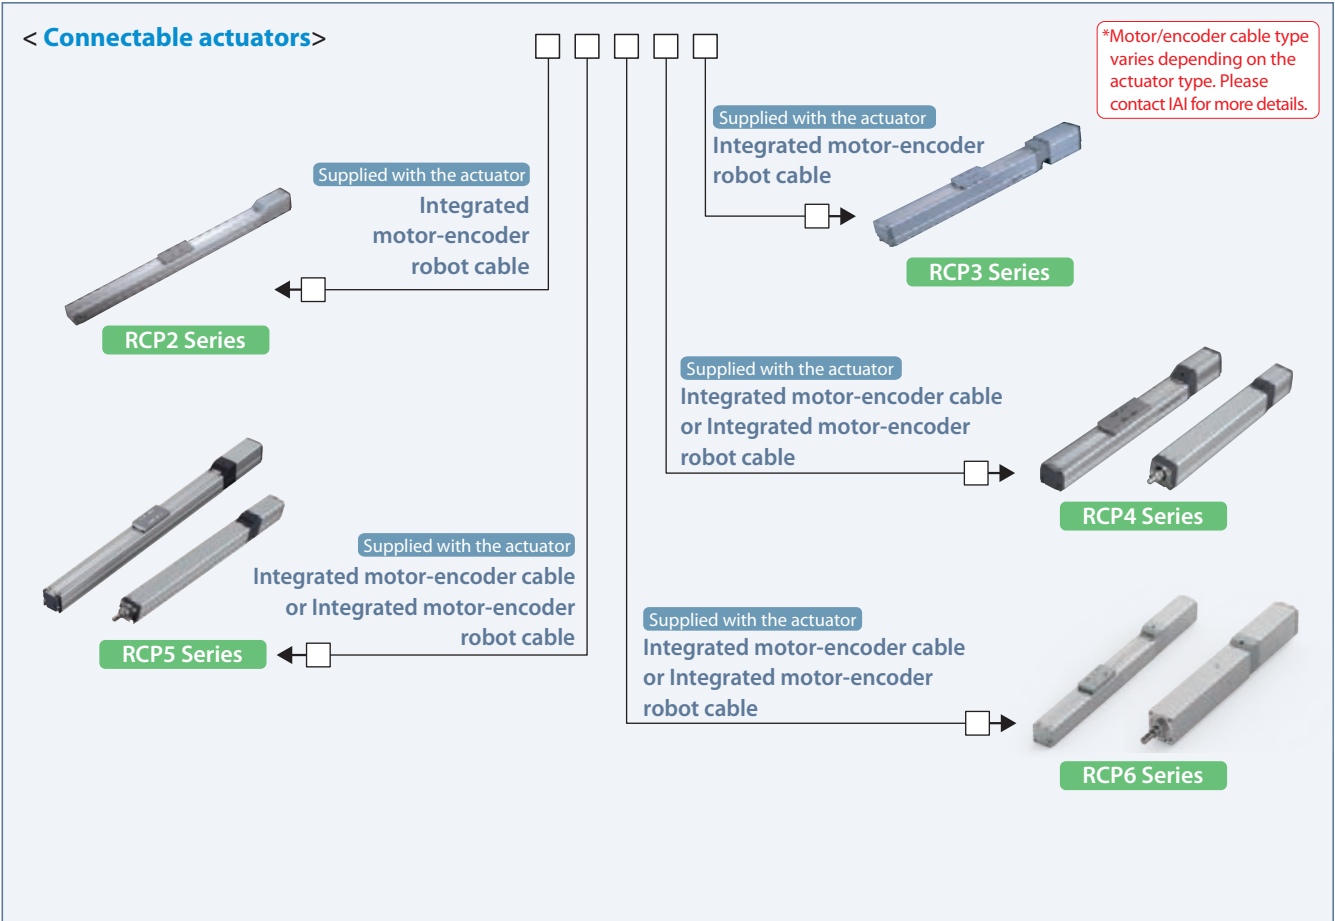 < Connectable actuators>
*Motor/encoder cable type
varies depending on the
actuator type. Please
contact IAI for more details.
Supplied with the actuator
Integrated motor-encoder
robot cable
RCP3 Series
Supplied with the actuator
Integrated
motor-encoder
robot cable
RCP2 Series
Supplied with the actuator
Integrated motor-encoder cable
or Integrated motor-encoder
robot cable
RCP4 Series
Supplied with the actuator
Integrated motor-encoder cable
or Integrated motor-encoder
robot cable
RCP5 Series
Supplied with the actuator
Integrated motor-encoder cable
or Integrated motor-encoder
robot cable
RCP6 Series